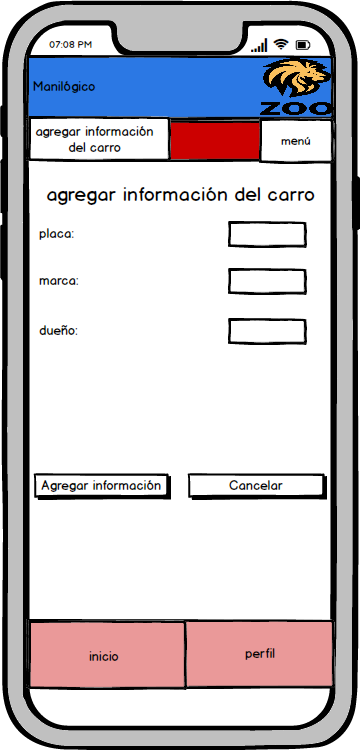 07:08 PM
Manilógico
ZOO
agregar información
del carro
menú
agregar información del carro
placa:
marca:
dueño:
Agregar información
Cancelar
inicio
perfil